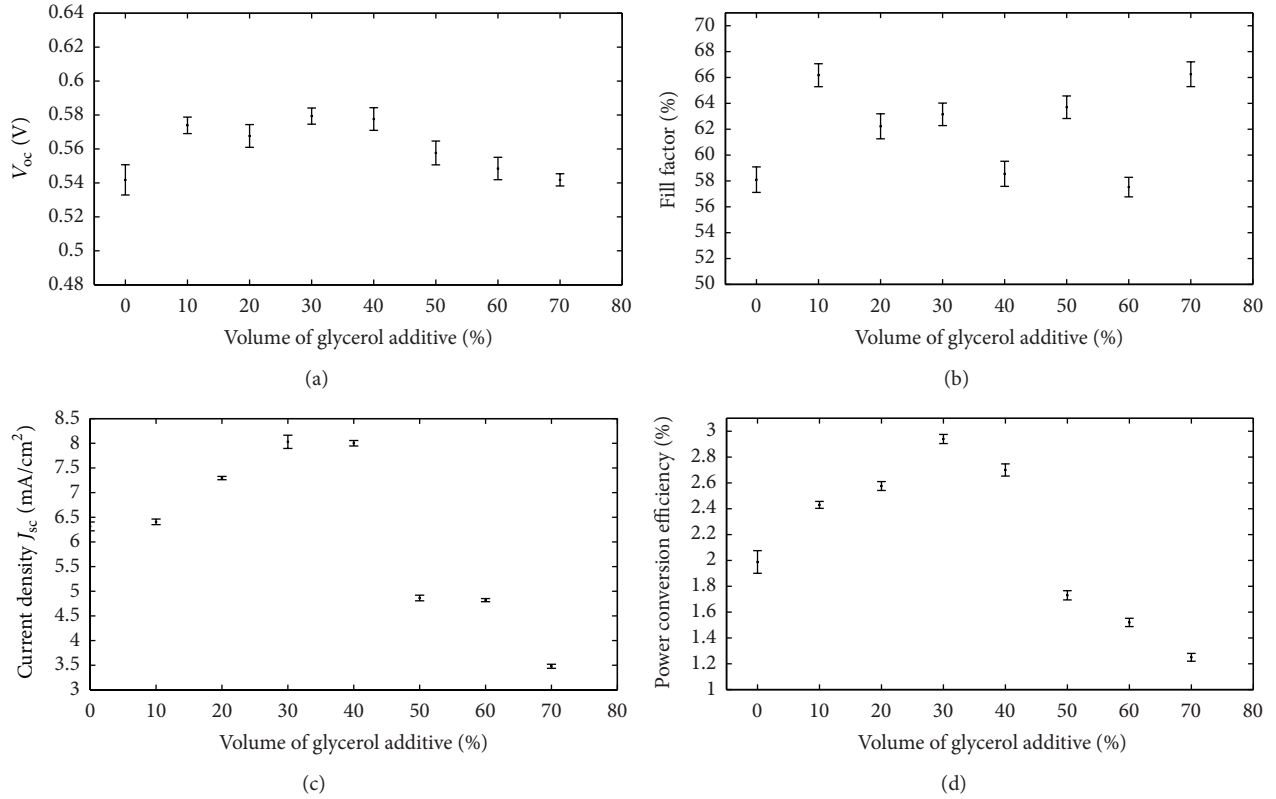 0.64
0.62
0.6
0.58
0.56
0.54
0.52
0.5
0.48
V_oc (V)
0 10 20 30 40 50 60 70 80
Volume of glycerol additive (%)
(a)
70
68
66
64
62
60
58
56
54
52
50
Fill factor (%)
0 10 20 30 40 50 60 70 80
Volume of glycerol additive (%)
(b)
8.5
8
7.5
7
6.5
6
5.5
5
4.5
4
3.5
3
Current density J_sc (mA/cm²)
0 10 20 30 40 50 60 70 80
Volume of glycerol additive (%)
(c)
3
2.8
2.6
2.4
2.2
2
1.8
1.6
1.4
1.2
1
Power conversion efficiency (%)
0 10 20 30 40 50 60 70 80
Volume of glycerol additive (%)
(d)